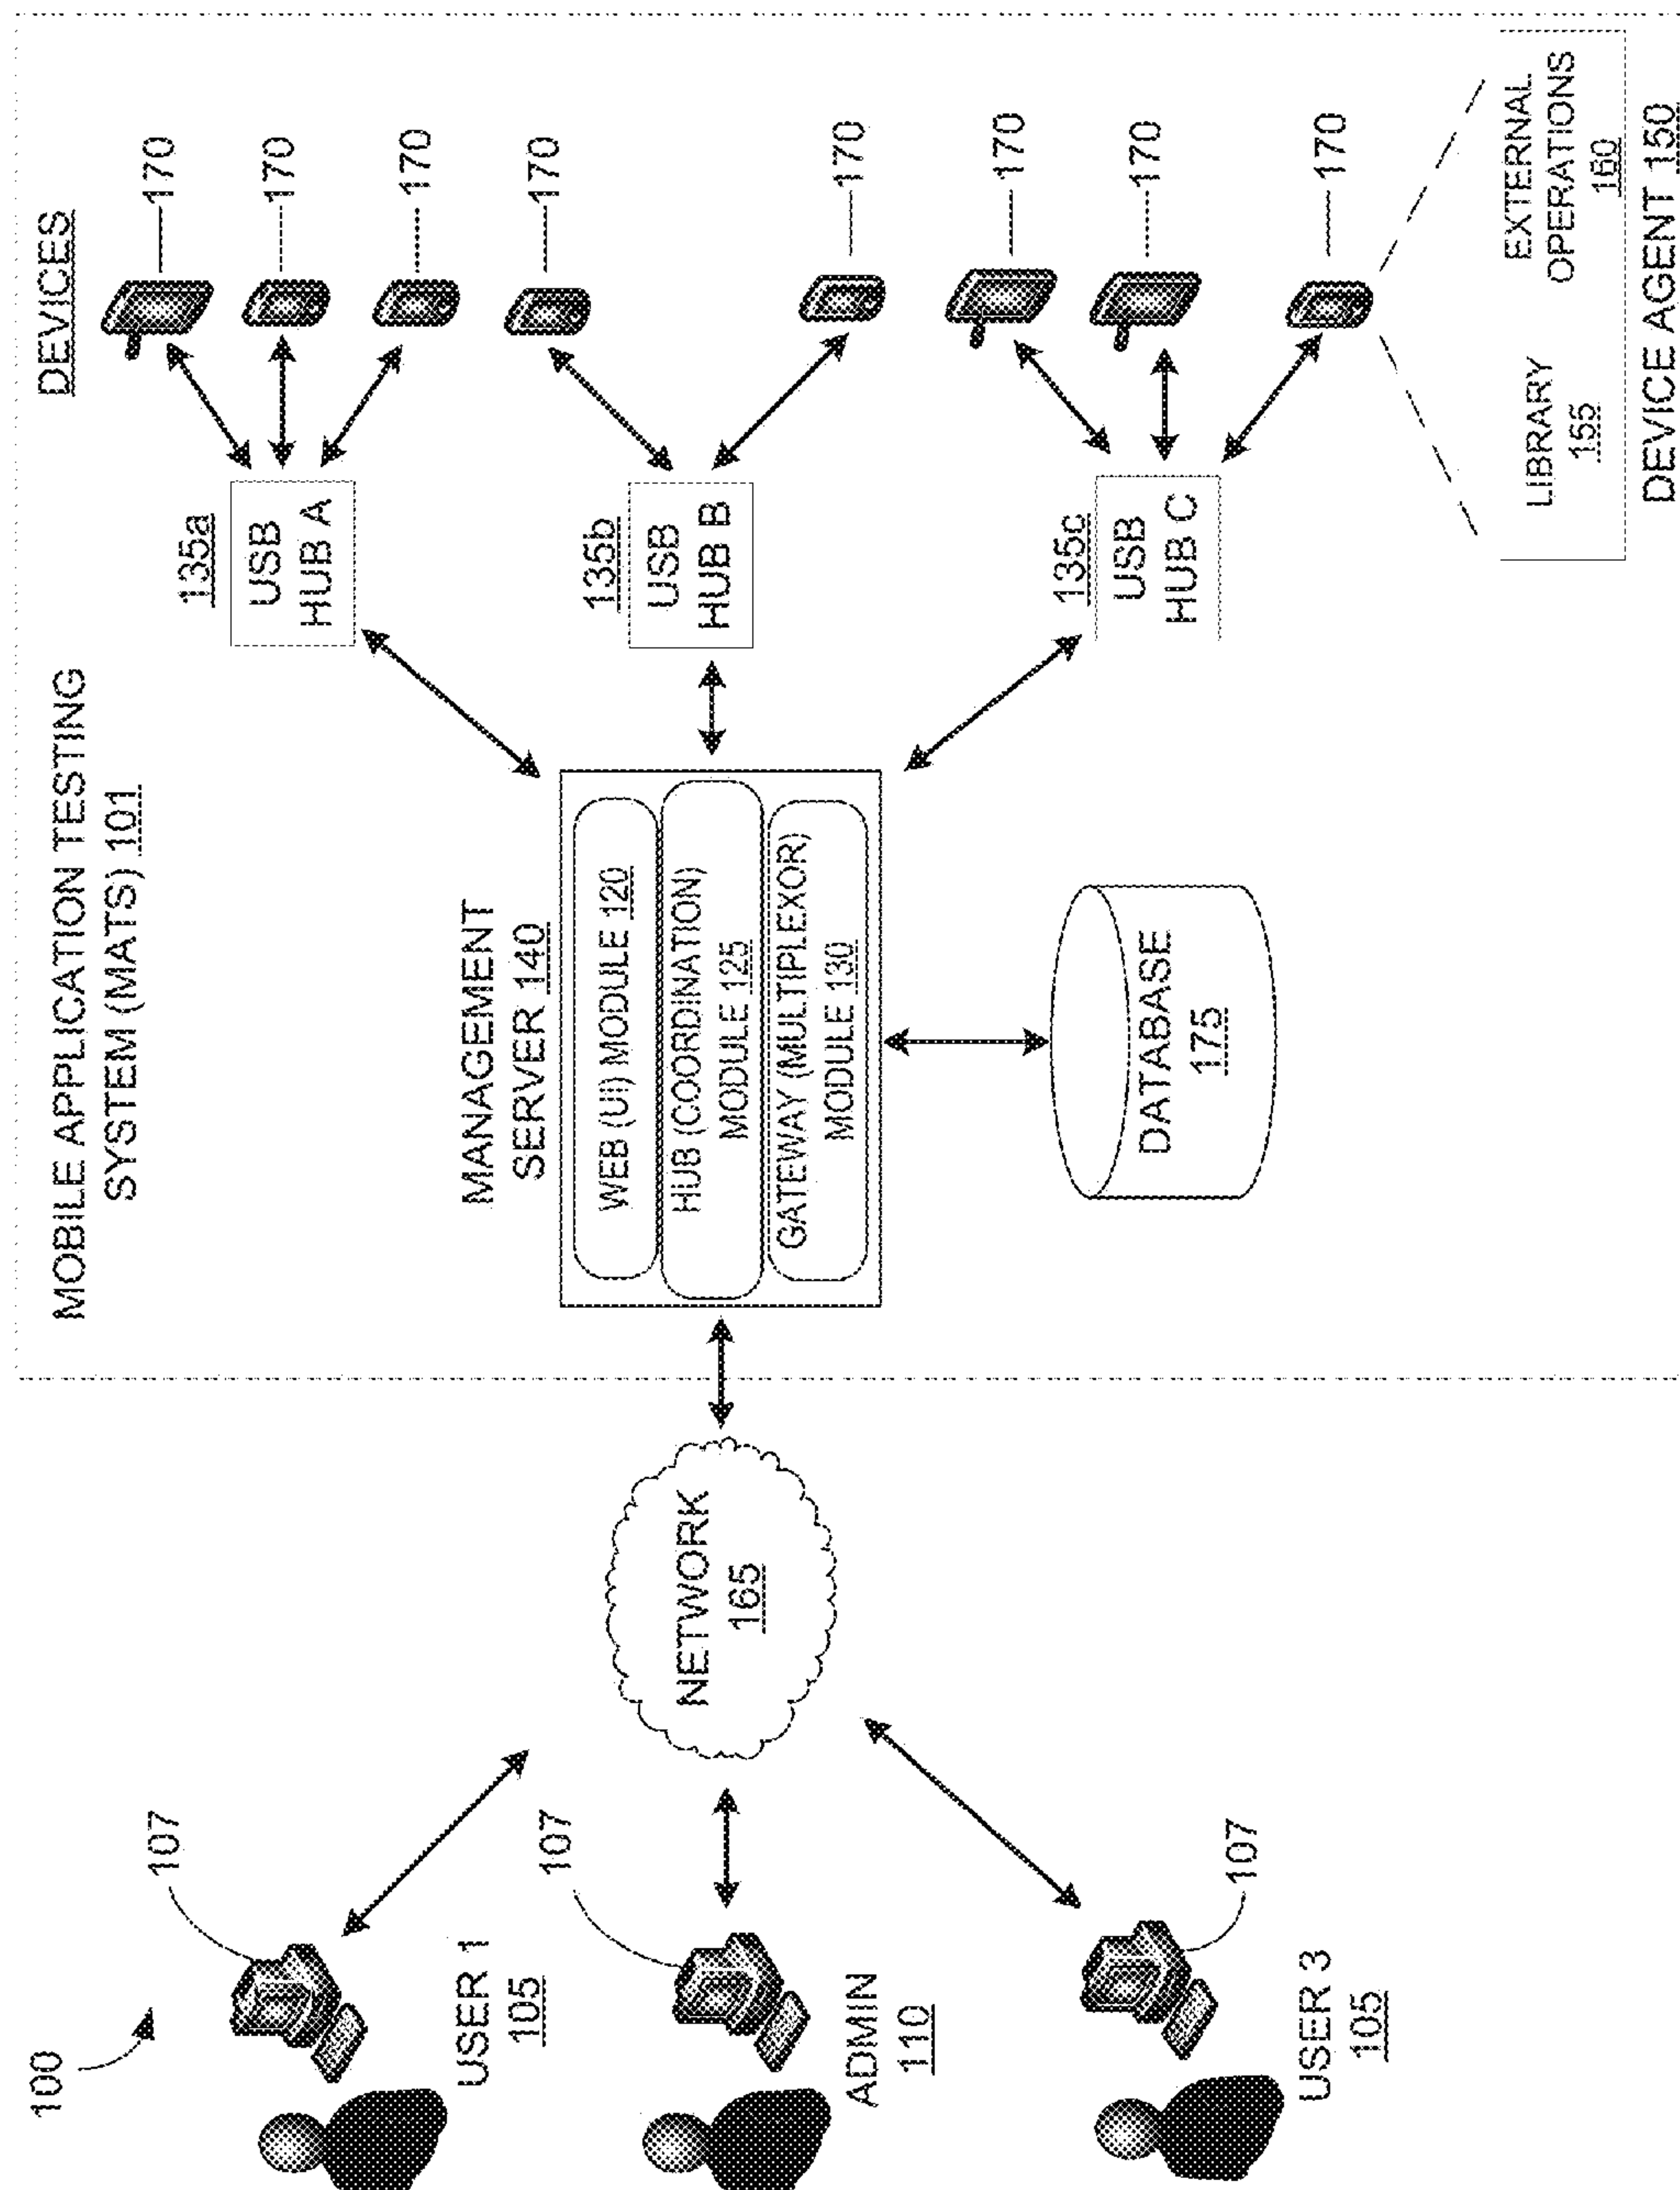 100
107
USER 1
105
107
ADMIN
110
107
USER 3
105
NETWORK
165
MOBILE APPLICATION TESTING
SYSTEM (MATS) 101
MANAGEMENT
SERVER 140
WEB (UI) MODULE 120
HUB (COORDINATION)
MODULE 125
GATEWAY (MULTIPLEXOR)
MODULE 130
DATABASE
175
135a
USB
HUB A
135b
USB
HUB B
135c
USB
HUB C
DEVICES
170
170
170
170
170
170
170
170
LIBRARY
155
EXTERNAL
OPERATIONS
160
DEVICE AGENT 150